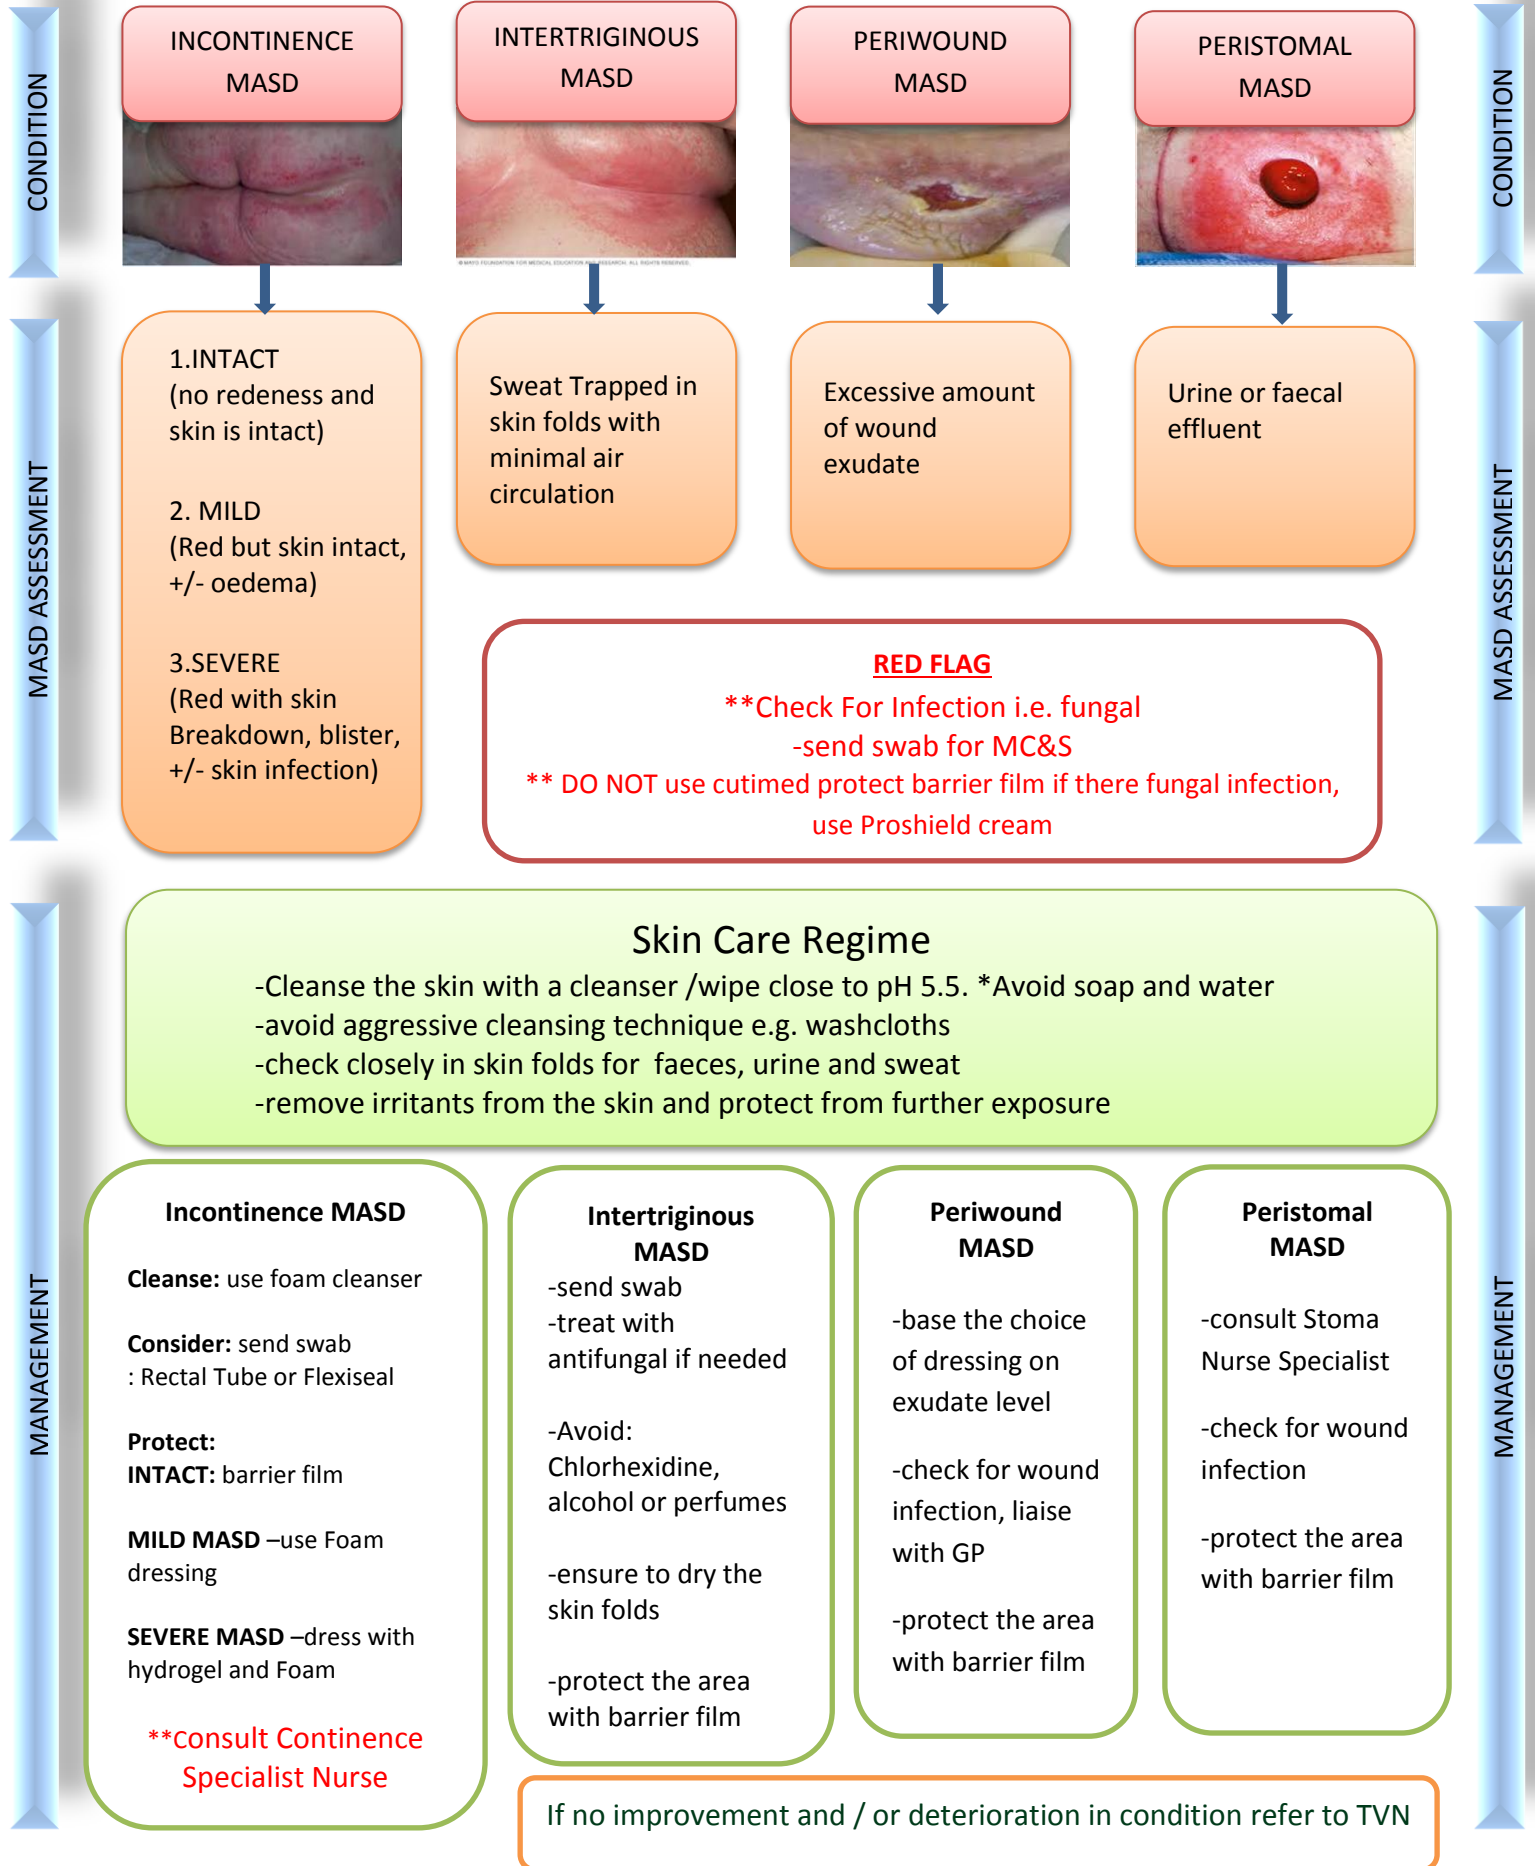 CONDITION
CONDITION
INCONTINENCE
MASD
INTERTRIGINOUS
MASD
PERIWOUND
MASD
PERISTOMAL
MASD
© MAYO FOUNDATION FOR MEDICAL EDUCATION AND RESEARCH. ALL RIGHTS RESERVED.
MASD ASSESSMENT
MASD ASSESSMENT
1.INTACT
(no redeness and
skin is intact)
2. MILD
(Red but skin intact,
+/- oedema)
3.SEVERE
(Red with skin
Breakdown, blister,
+/- skin infection)
Sweat Trapped in
skin folds with
minimal air
circulation
Excessive amount
of wound
exudate
Urine or faecal
effluent
RED FLAG
**Check For Infection i.e. fungal
-send swab for MC&S
** DO NOT use cutimed protect barrier film if there fungal infection,
use Proshield cream
MANAGEMENT
MANAGEMENT
Skin Care Regime
-Cleanse the skin with a cleanser /wipe close to pH 5.5. *Avoid soap and water
-avoid aggressive cleansing technique e.g. washcloths
-check closely in skin folds for faeces, urine and sweat
-remove irritants from the skin and protect from further exposure
Incontinence MASD
Cleanse: use foam cleanser
Consider: send swab
: Rectal Tube or Flexiseal
Protect:
INTACT: barrier film
MILD MASD –use Foam
dressing
SEVERE MASD –dress with
hydrogel and Foam
**Consult Continence
Specialist Nurse
Intertriginous
MASD
-send swab
-treat with
antifungal if needed
-Avoid:
Chlorhexidine,
alcohol or perfumes
-ensure to dry the
skin folds
-protect the area
with barrier film
Periwound
MASD
-base the choice
of dressing on
exudate level
-check for wound
infection, liaise
with GP
-protect the area
with barrier film
Peristomal
MASD
-consult Stoma
Nurse Specialist
-check for wound
infection
-protect the area
with barrier film
If no improvement and / or deterioration in condition refer to TVN